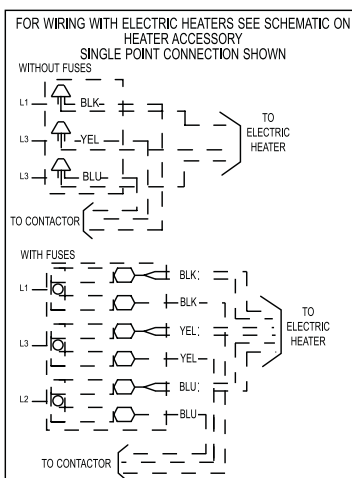 FOR WIRING WITH ELECTRIC HEATERS SEE SCHEMATIC ON
HEATER ACCESSORY
SINGLE POINT CONNECTION SHOWN
WITHOUT FUSES
L1
BLK
L3
YEL
L3
BLU
TO
ELECTRIC
HEATER
TO CONTACTOR
WITH FUSES
L1
BLK
BLK
L3
YEL
YEL
L2
BLU
BLU
TO
ELECTRIC
HEATER
TO CONTACTOR